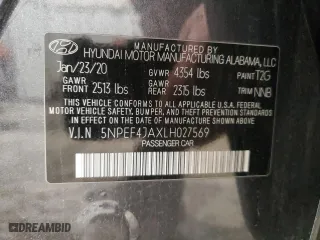 MANUFACTURED BY
HYUNDAI MOTOR MANUFACTURING ALABAMA, LLC
Jan/23/20 GVWR 4354 lbs PAINT T2G
GAWR FRONT 2513 lbs GAWR REAR 2315 lbs TRIM NNB
THIS VEHICLE CONFORMS TO ALL APPLICABLE U.S. FEDERAL MOTOR VEHICLE SAFETY, BUMPER, AND THEFT PREVENTION STANDARDS IN EFFECT ON THE DATE OF MANUFACTURE SHOWN ABOVE.
V.I.N 5NPEF4JAXLH027569
PASSENGER CAR